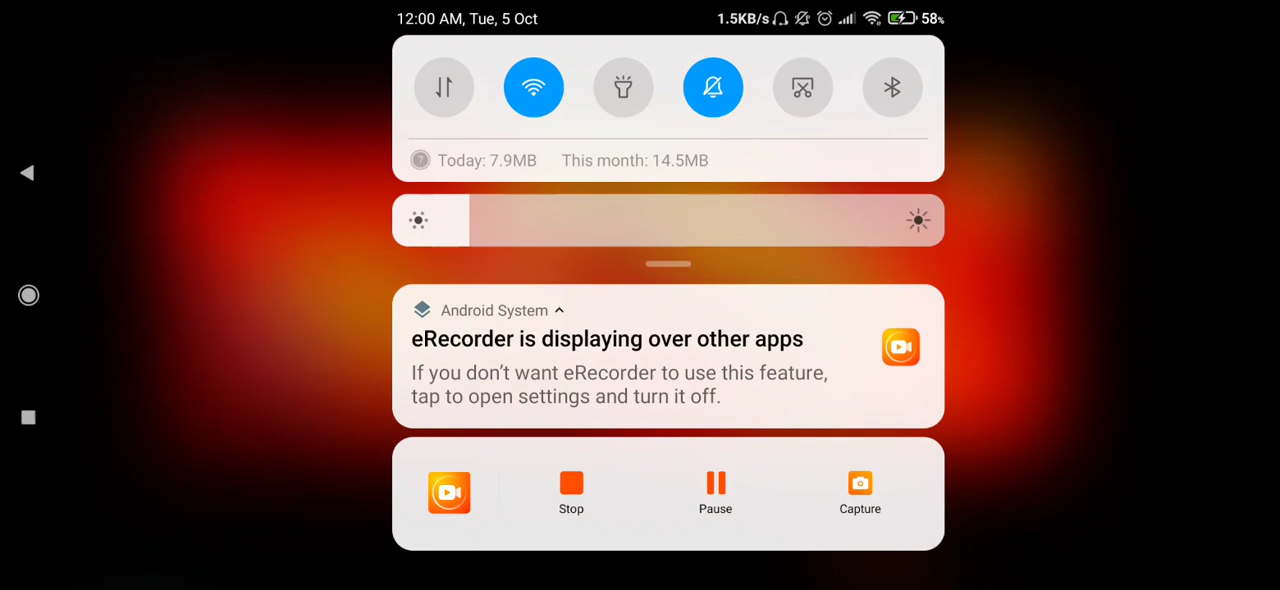 12:00 AM, Tue, 5 Oct 1.5KB/s 58%
Today: 7.9MB This month: 14.5MB
Android System
eRecorder is displaying over other apps
If you don't want eRecorder to use this feature,
tap to open settings and turn it off.
Stop Pause Capture